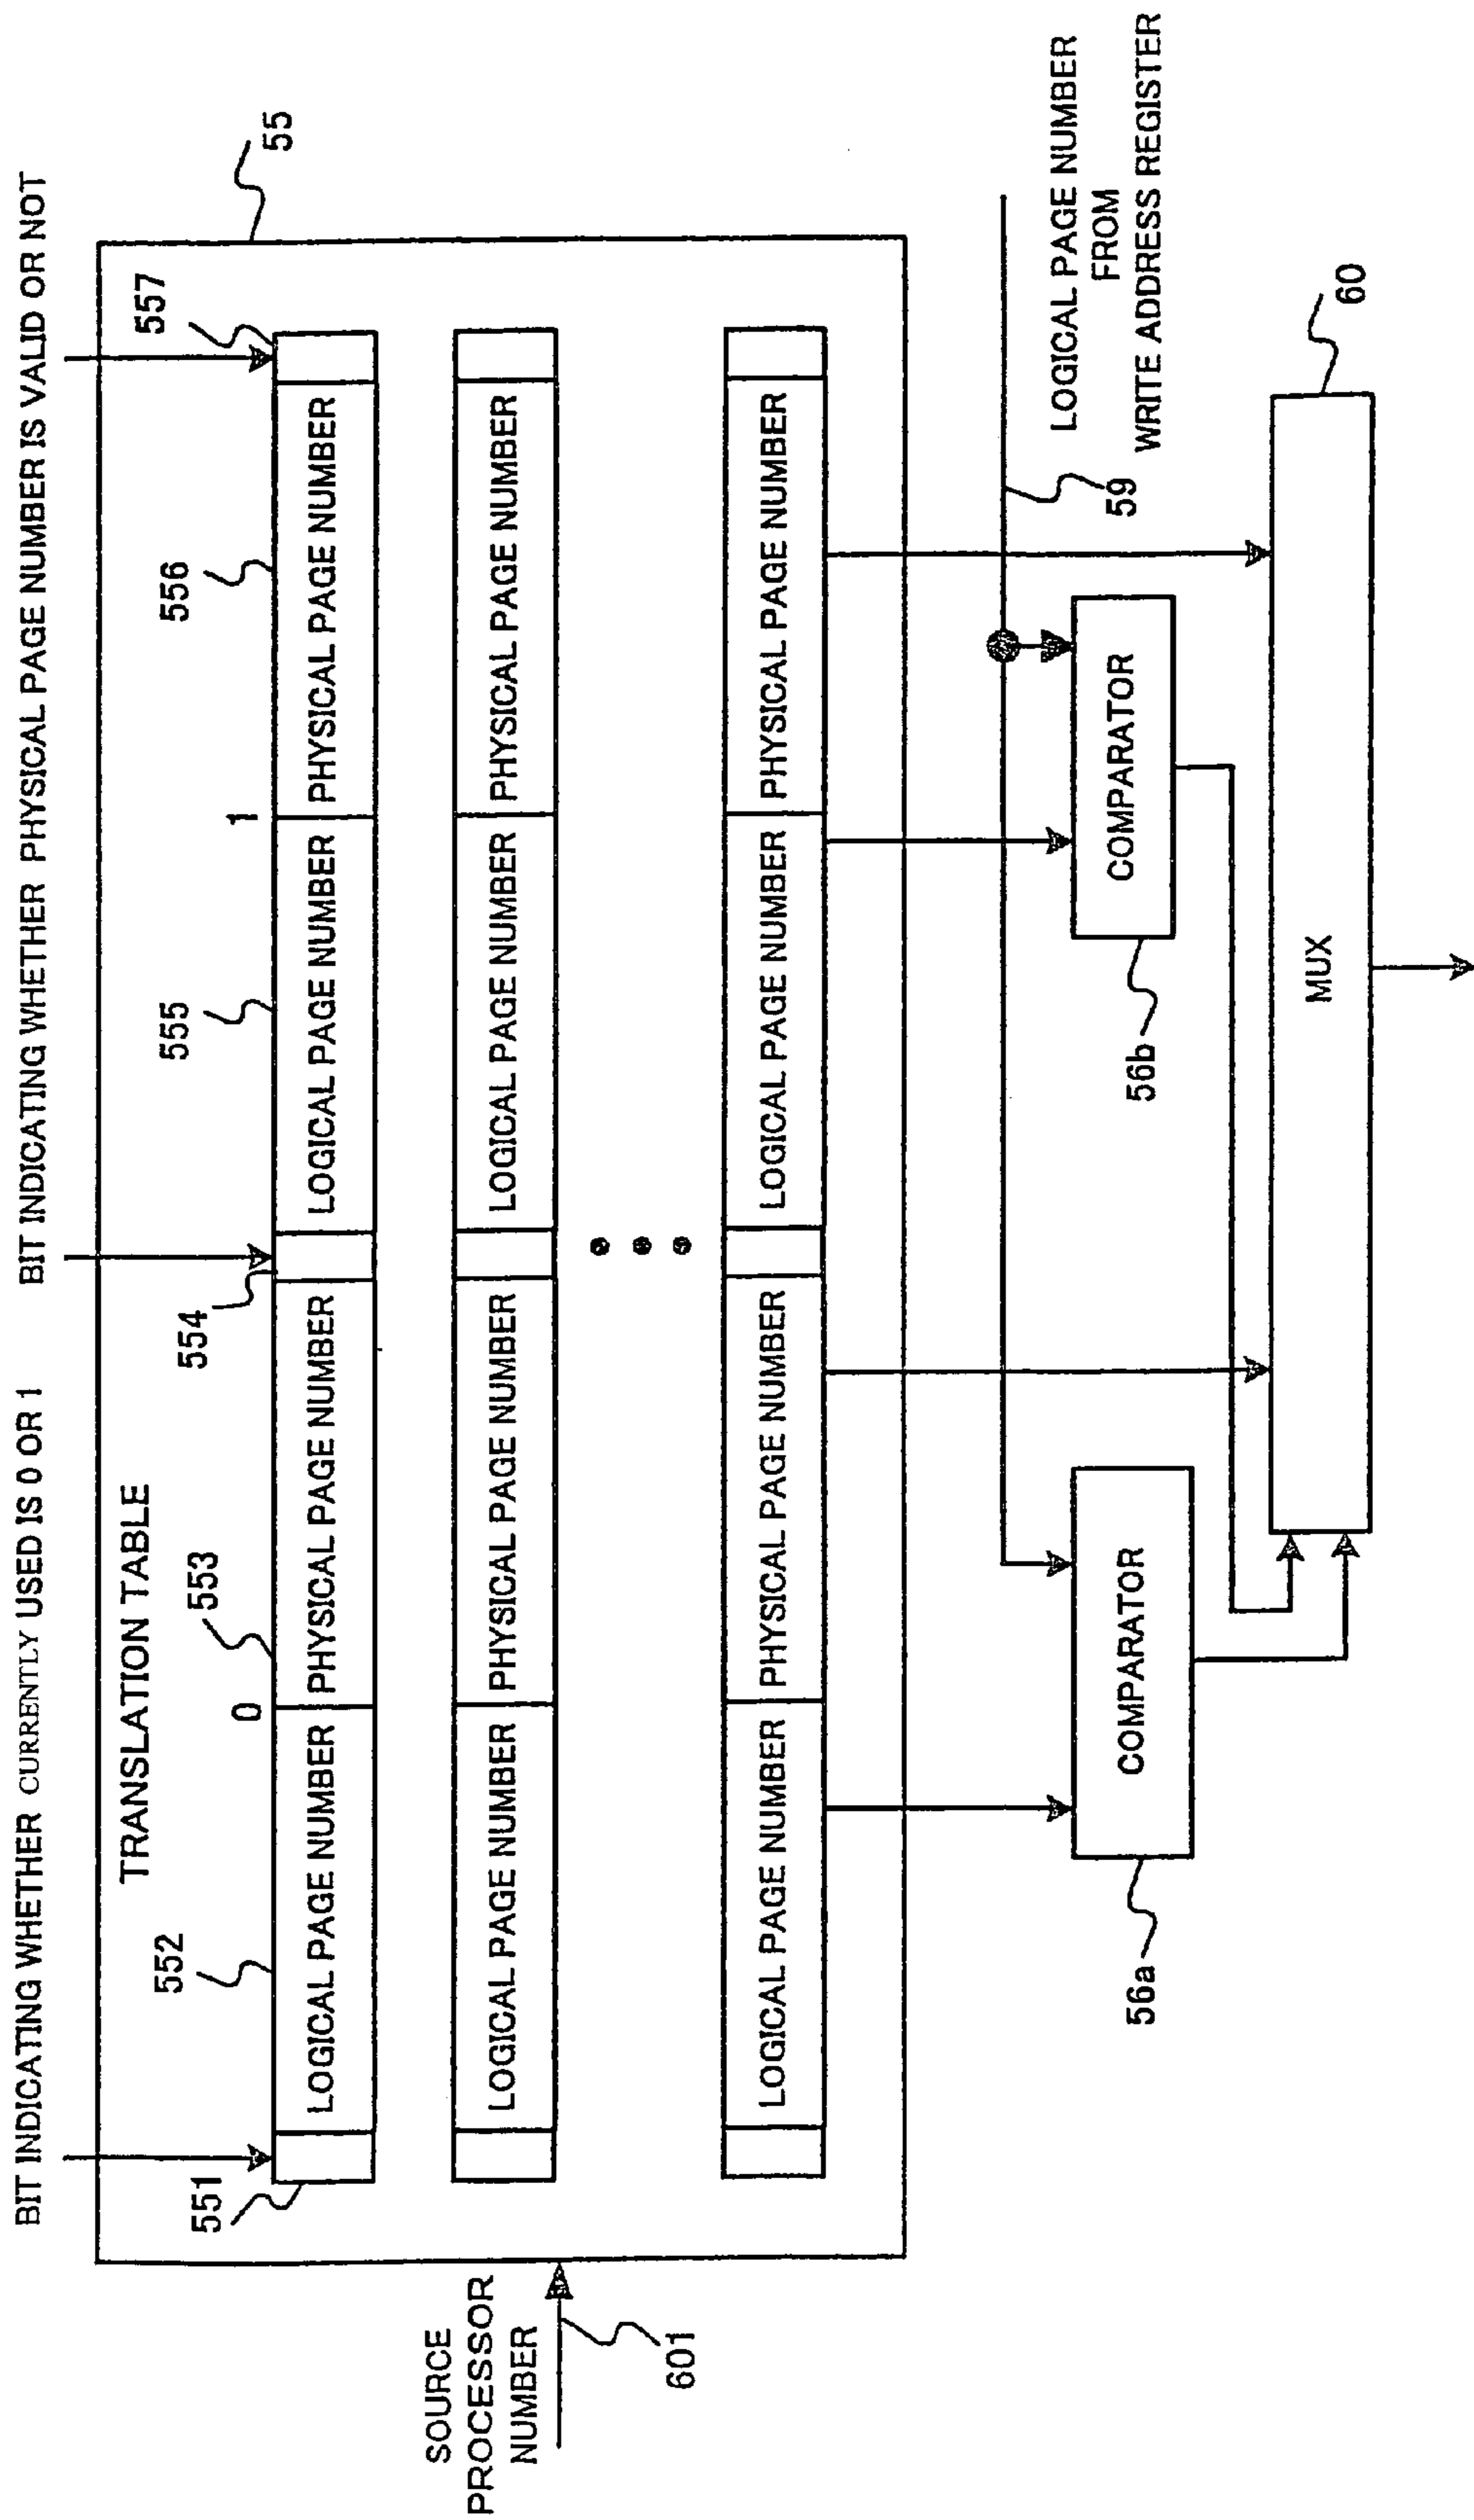 BIT INDICATING WHETHER CURRENTLY USED IS 0 OR 1
BIT INDICATING WHETHER PHYSICAL PAGE NUMBER IS VALID OR NOT
TRANSLATION TABLE
55
551
552
0
553
554
555
1
556
557
LOGICAL PAGE NUMBER
PHYSICAL PAGE NUMBER
LOGICAL PAGE NUMBER
PHYSICAL PAGE NUMBER
SOURCE
PROCESSOR
NUMBER
601
LOGICAL PAGE NUMBER
PHYSICAL PAGE NUMBER
LOGICAL PAGE NUMBER
PHYSICAL PAGE NUMBER
LOGICAL PAGE NUMBER
PHYSICAL PAGE NUMBER
LOGICAL PAGE NUMBER
PHYSICAL PAGE NUMBER
59
LOGICAL PAGE NUMBER
FROM
WRITE ADDRESS REGISTER
COMPARATOR
COMPARATOR
56a
56b
60
MUX